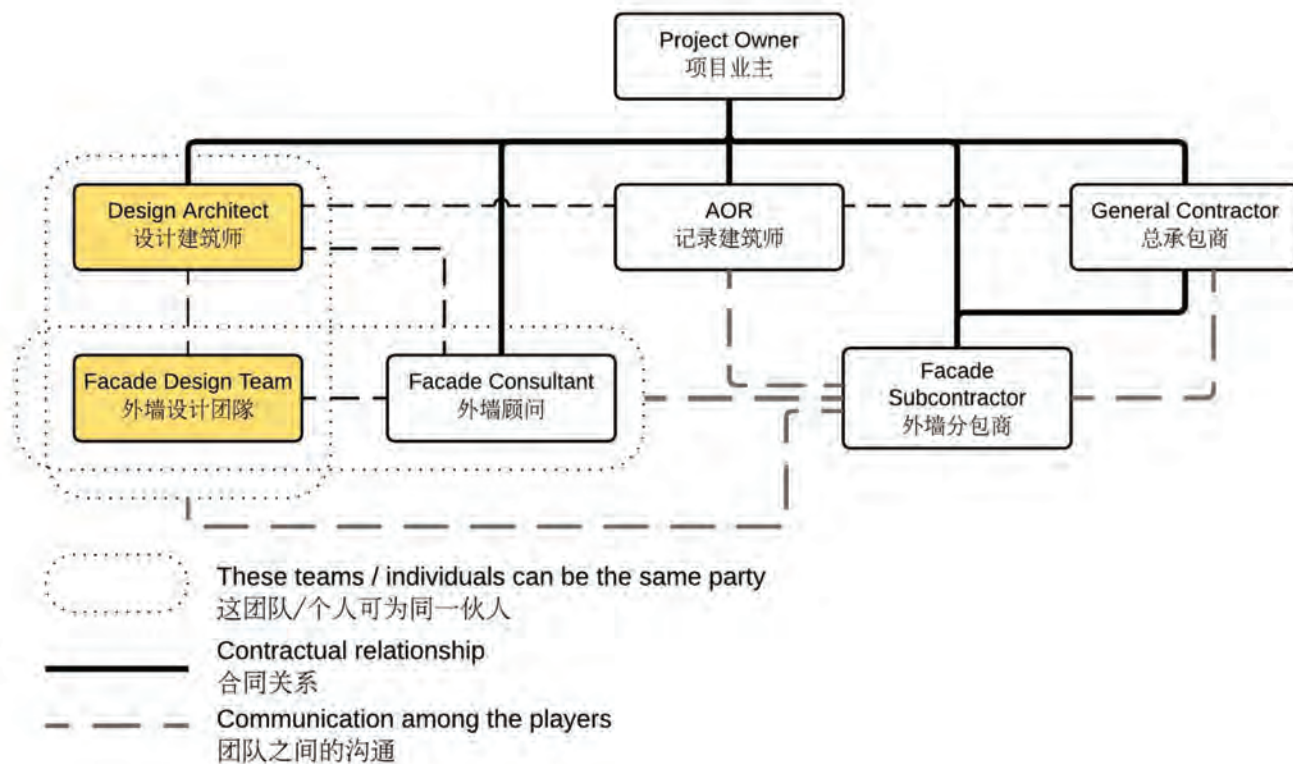 Project Owner
项目业主
Design Architect
设计建筑师
AOR
记录建筑师
General Contractor
总承包商
Facade Design Team
外墙设计团隊
Facade Consultant
外墙顾问
Facade
Subcontractor
外墙分包商
These teams / individuals can be the same party
这团队/个人可为同一伙人
Contractual relationship
合同关系
Communication among the players
团队之间的沟通